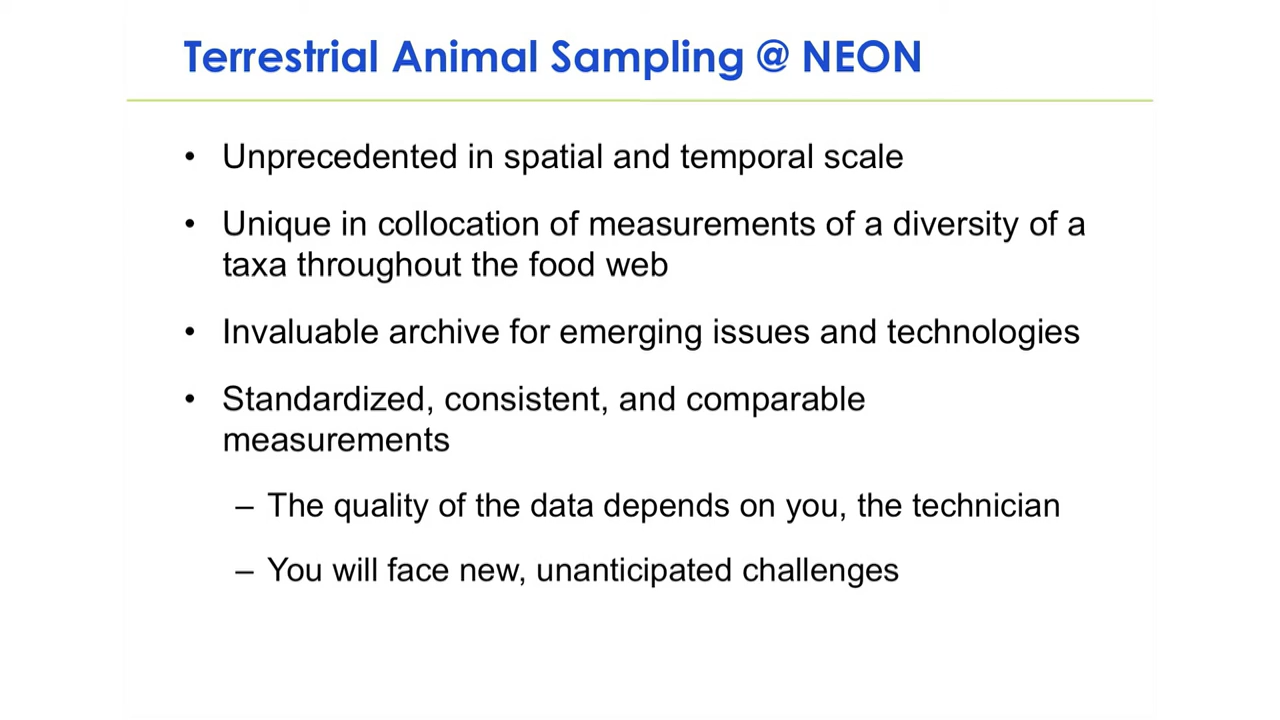 Terrestrial Animal Sampling @ NEON
• Unprecedented in spatial and temporal scale
• Unique in collocation of measurements of a diversity of a
taxa throughout the food web
• Invaluable archive for emerging issues and technologies
• Standardized, consistent, and comparable
measurements
– The quality of the data depends on you, the technician
– You will face new, unanticipated challenges